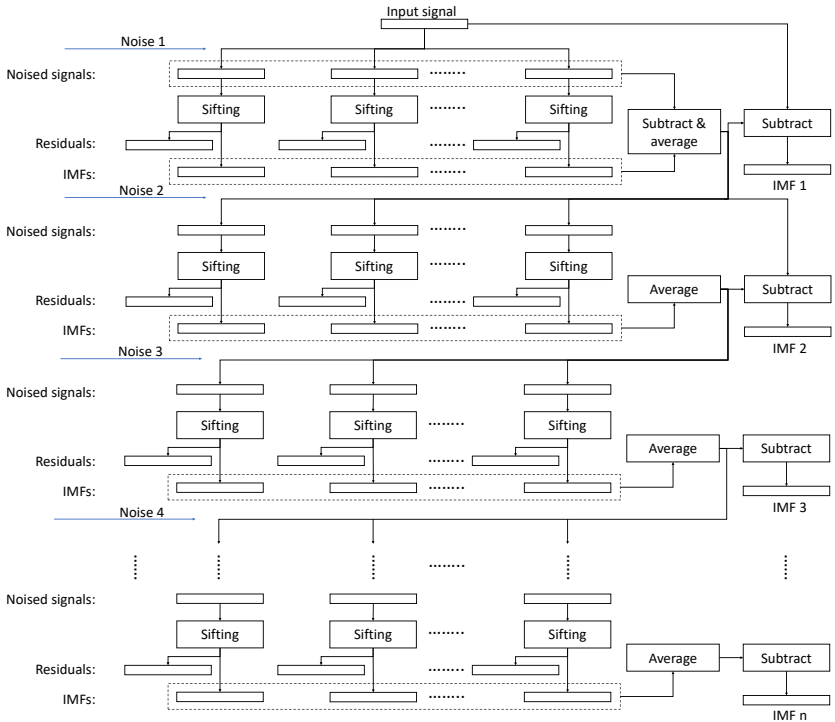 Input signal
Noise 1
Noised signals:
Sifting Sifting Sifting
Subtract & average
Subtract
Residuals:
IMFs:
IMF 1
Noise 2
Noised signals:
Sifting Sifting Sifting
Average
Subtract
Residuals:
IMFs:
IMF 2
Noise 3
Noised signals:
Sifting Sifting Sifting
Average
Subtract
Residuals:
IMFs:
IMF 3
Noise 4
Noised signals:
Sifting Sifting Sifting
Average
Subtract
Residuals:
IMFs:
IMF n